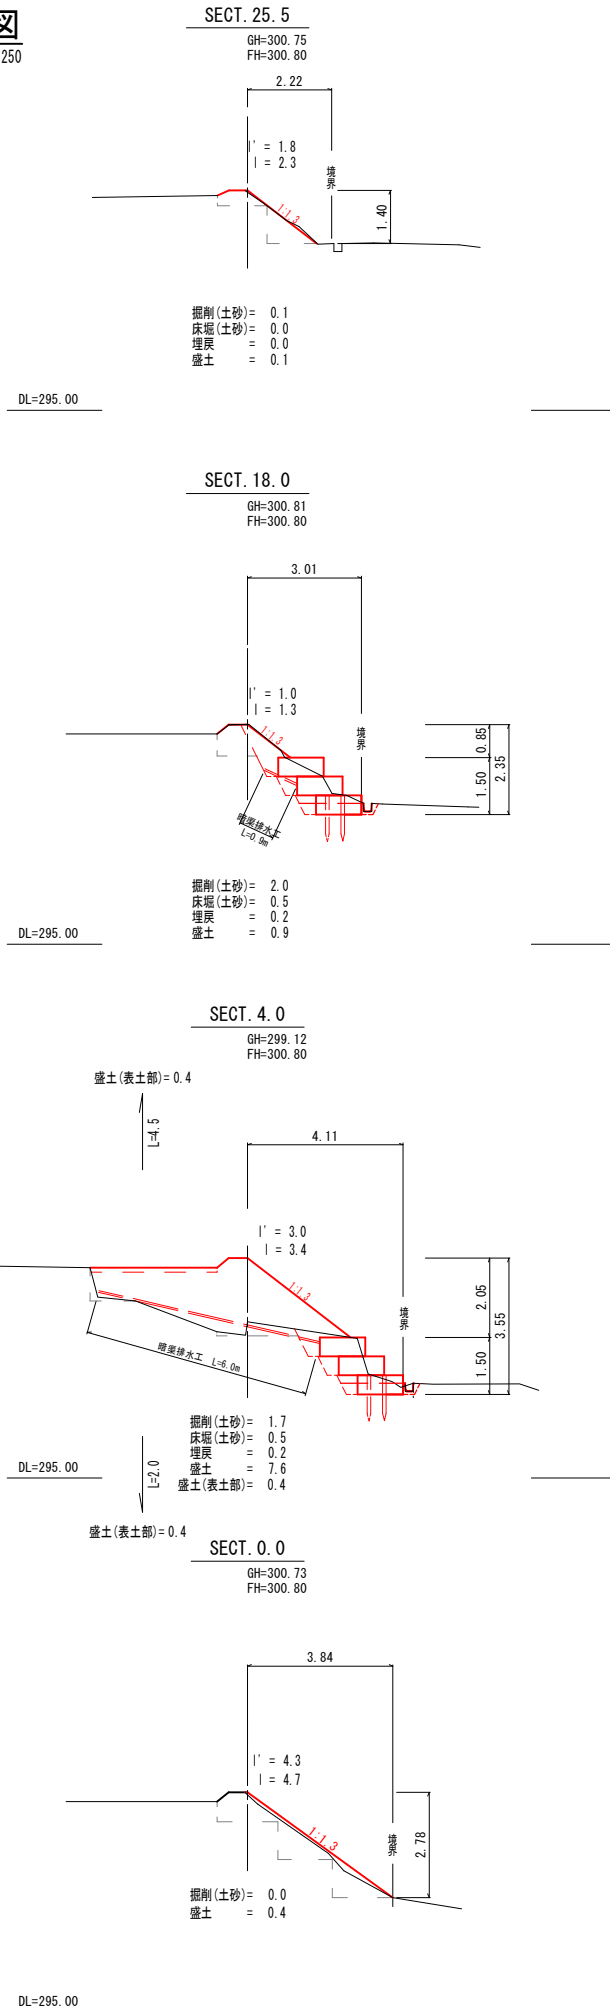 図
250
SECT. 25.5
GH=300.75
FH=300.80
2.22
l' = 1.8
l = 2.3
境界
1:1.3
1.40
掘削(土砂)= 0.1
床堀(土砂)= 0.0
埋戻 = 0.0
盛土 = 0.1
DL=295.00
SECT. 18.0
GH=300.81
FH=300.80
3.01
l' = 1.0
l = 1.3
境界
1:1.3
0.85
1.50
2.35
暗渠排水工
L=0.9m
掘削(土砂)= 2.0
床堀(土砂)= 0.5
埋戻 = 0.2
盛土 = 0.9
DL=295.00
SECT. 4.0
GH=299.12
FH=300.80
盛土(表土部)= 0.4
L=4.5
4.11
l' = 3.0
l = 3.4
1:1.3
境界
2.05
1.50
3.55
暗渠排水工 L=6.0m
掘削(土砂)= 1.7
床堀(土砂)= 0.5
埋戻 = 0.2
盛土 = 7.6
盛土(表土部)= 0.4
DL=295.00
L=2.0
盛土(表土部)= 0.4
SECT. 0.0
GH=300.73
FH=300.80
3.84
l' = 4.3
l = 4.7
1:1.3
境界
2.78
掘削(土砂)= 0.0
盛土 = 0.4
DL=295.00